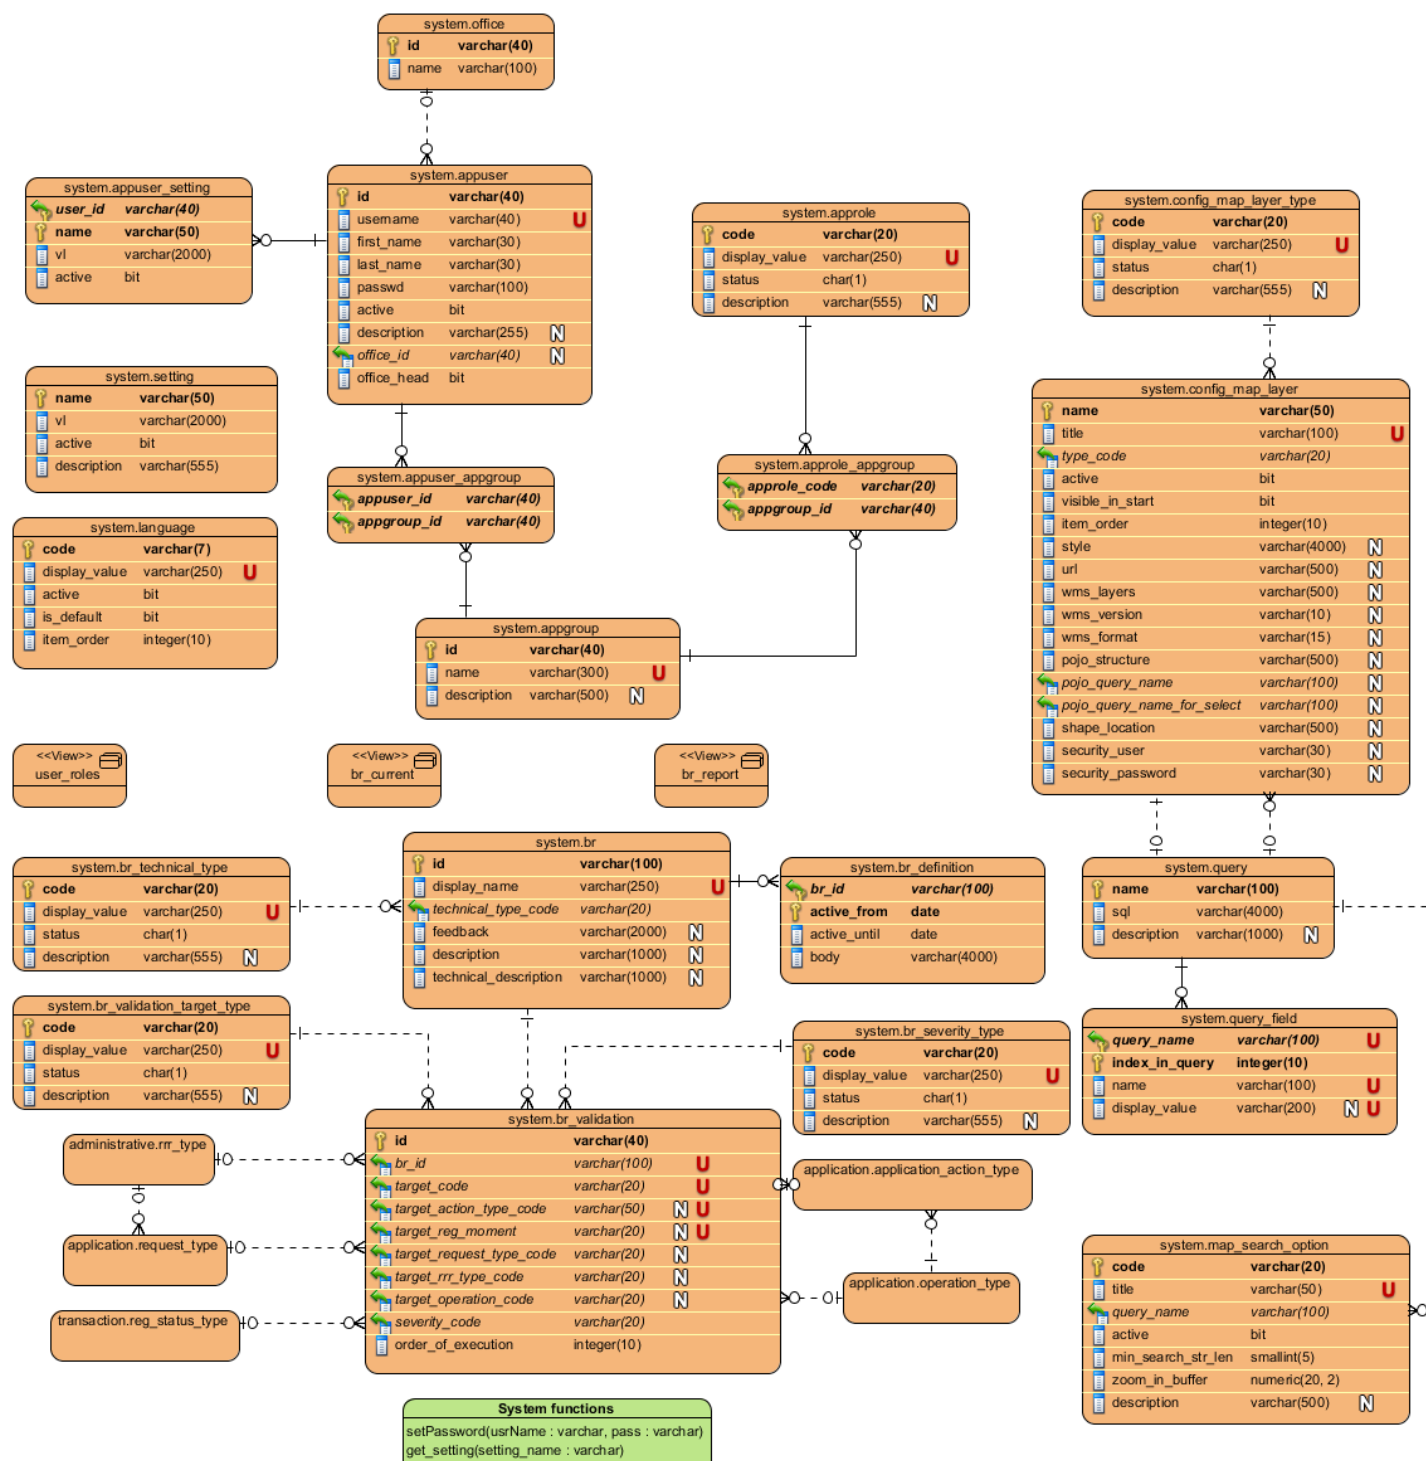 system.office
id varchar(40)
name varchar(100)
system.appuser_setting
user_id varchar(40)
name varchar(50)
vl varchar(2000)
active bit
system.appuser
id varchar(40)
username varchar(40) U
first_name varchar(30)
last_name varchar(30)
passwd varchar(100)
active bit
description varchar(255) N
office_id varchar(40) N
office_head bit
system.approle
code varchar(20)
display_value varchar(250) U
status char(1)
description varchar(555) N
system.config_map_layer_type
code varchar(20)
display_value varchar(250) U
status char(1)
description varchar(555) N
system.setting
name varchar(50)
vl varchar(2000)
active bit
description varchar(555)
system.config_map_layer
name varchar(50)
title varchar(100) U
type_code varchar(20)
active bit
visible_in_start bit
item_order integer(10)
style varchar(4000) N
url varchar(500) N
wms_layers varchar(500) N
wms_version varchar(10) N
wms_format varchar(15) N
pojo_structure varchar(500) N
pojo_query_name varchar(100) N
pojo_query_name_for_select varchar(100) N
shape_location varchar(500) N
security_user varchar(30) N
security_password varchar(30) N
system.appuser_appgroup
appuser_id varchar(40)
appgroup_id varchar(40)
system.approle_appgroup
approle_code varchar(20)
appgroup_id varchar(40)
system.language
code varchar(7)
display_value varchar(250) U
active bit
is_default bit
item_order integer(10)
system.appgroup
id varchar(40)
name varchar(300) U
description varchar(500) N
<<View>>
user_roles
<<View>>
br_current
<<View>>
br_report
system.br_technical_type
code varchar(20)
display_value varchar(250) U
status char(1)
description varchar(555) N
system.br
id varchar(100)
display_name varchar(250) U
technical_type_code varchar(20)
feedback varchar(2000) N
description varchar(1000) N
technical_description varchar(1000) N
system.br_definition
br_id varchar(100)
active_from date
active_until date
body varchar(4000)
system.query
name varchar(100)
sql varchar(4000)
description varchar(1000) N
system.br_validation_target_type
code varchar(20)
display_value varchar(250) U
status char(1)
description varchar(555) N
system.br_severity_type
code varchar(20)
display_value varchar(250) U
status char(1)
description varchar(555) N
system.query_field
query_name varchar(100) U
index_in_query integer(10)
name varchar(100) U
display_value varchar(200) N U
system.br_validation
id varchar(40)
br_id varchar(100) U
target_code varchar(20) U
target_action_type_code varchar(50) N U
target_reg_moment varchar(20) N U
target_request_type_code varchar(20) N
target_rrr_type_code varchar(20) N
target_operation_code varchar(20) N
severity_code varchar(20)
order_of_execution integer(10)
administrative.rrr_type
application.request_type
transaction.reg_status_type
application.application_action_type
application.operation_type
system.map_search_option
code varchar(20)
title varchar(50) U
query_name varchar(100)
active bit
min_search_str_len smallint(5)
zoom_in_buffer numeric(20, 2)
description varchar(500) N
System functions
setPassword(usrName : varchar, pass : varchar)
get_setting(setting_name : varchar)